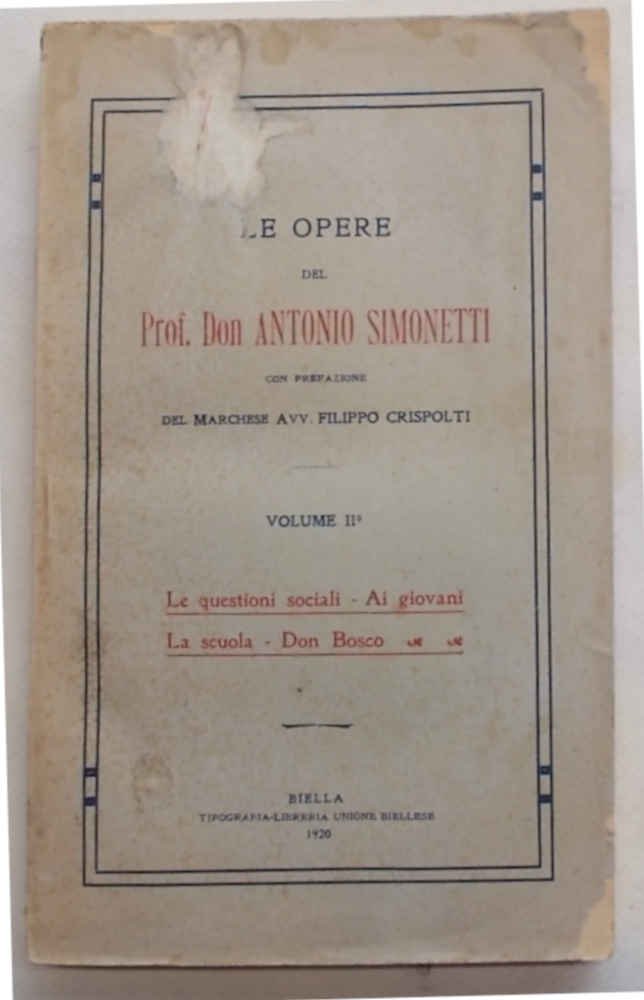 LE OPERE
DEL
Prof. Don ANTONIO SIMONETTI
CON PREFAZIONE
DEL MARCHESE AVV. FILIPPO CRISPOLTI
VOLUME IIº
Le questioni sociali - Ai giovani
La scuola - Don Bosco
BIELLA
TIPOGRAFIA-LIBRERIA UNIONE BIELLESE
1920